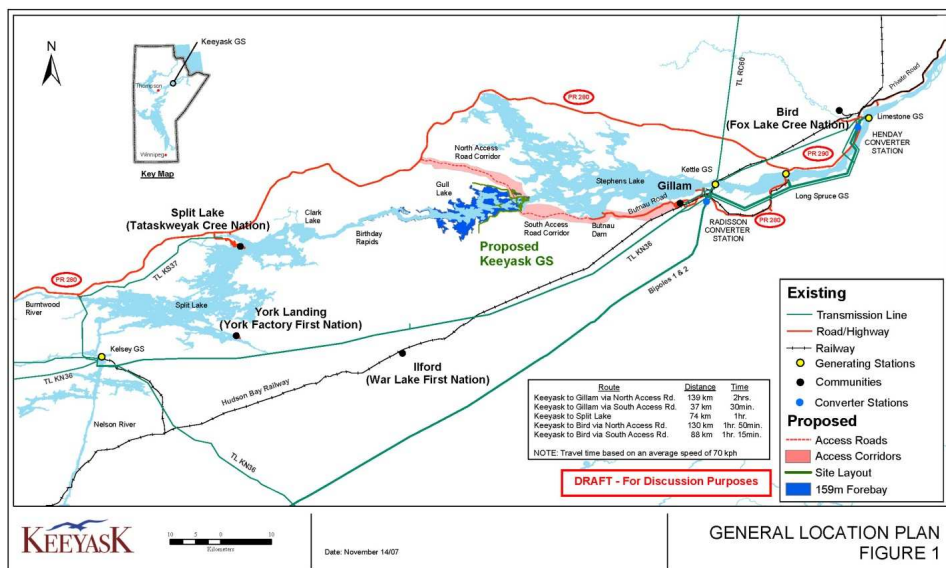 N
Keeyask GS
Thompson
Winnipeg
Key Map
PR 280
TL RC60
Private Road
Bird
(Fox Lake Cree Nation)
Limestone GS
HENDAY
CONVERTER
STATION
PR 290
Kettle GS
Long Spruce GS
North Access
Road Corridor
Stephens Lake
Gillam
Butnau Road
RADISSON
CONVERTER
STATION
PR 280
Gull
Lake
South Access
Road Corridor
Butnau
Dam
TL KN36
Proposed
Keeyask GS
Split Lake
(Tataskweyak Cree Nation)
Clark
Lake
Birthday
Rapids
Bipoles 1 & 2
PR 280
TL KS37
Burntwood
River
Split Lake
York Landing
(York Factory First Nation)
Kelsey GS
TL KN36
Ilford
(War Lake First Nation)
Hudson Bay Railway
Nelson River
TL KN36
Route Distance Time
Keeyask to Gillam via North Access Rd. 139 km 2hrs.
Keeyask to Gillam via South Access Rd. 37 km 30min.
Keeyask to Split Lake 74 km 1hr.
Keeyask to Bird via North Access Rd. 130 km 1hr. 50min.
Keeyask to Bird via South Access Rd. 88 km 1hr. 15min.
NOTE: Travel time based on an average speed of 70 kph
DRAFT - For Discussion Purposes
Existing
Transmission Line
Road/Highway
Railway
Generating Stations
Communities
Converter Stations
Proposed
Access Roads
Access Corridors
Site Layout
159m Forebay
KEEYASK
10 5 0 10
Kilometers
Date: November 14/07
GENERAL LOCATION PLAN
FIGURE 1